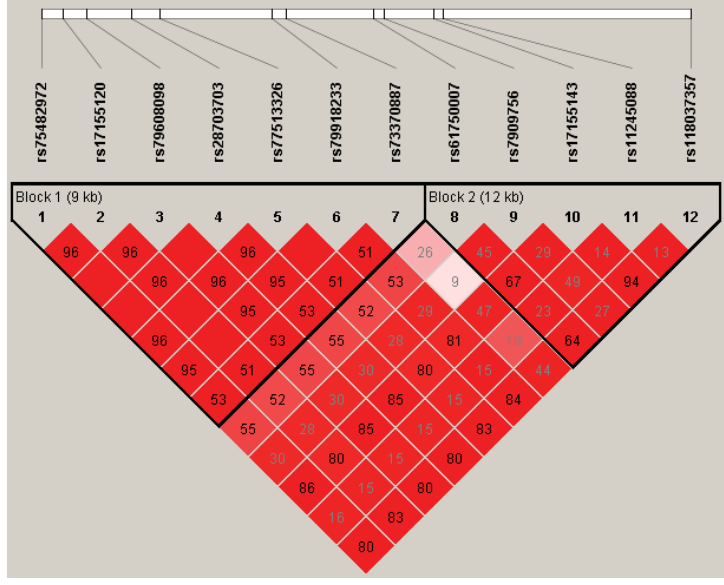 rs75482972
rs17155120
rs79608098
rs28703703
rs77513326
rs79918233
rs73370887
rs61750007
rs7909756
rs17155143
rs11245088
rs118037357
Block 1 (9 kb)
Block 2 (12 kb)
1 2 3 4 5 6 7 8 9 10 11 12
96 96 96 51 26 45 29 14 13
96 96 95 51 53 9 67 49 94
95 53 52 29 47 23 27
96 53 55 28 81 64
95 51 55 30 80 15 44
53 52 30 85 15 84
55 28 85 15 83
30 80 15 80
86 15 80
16 83
80